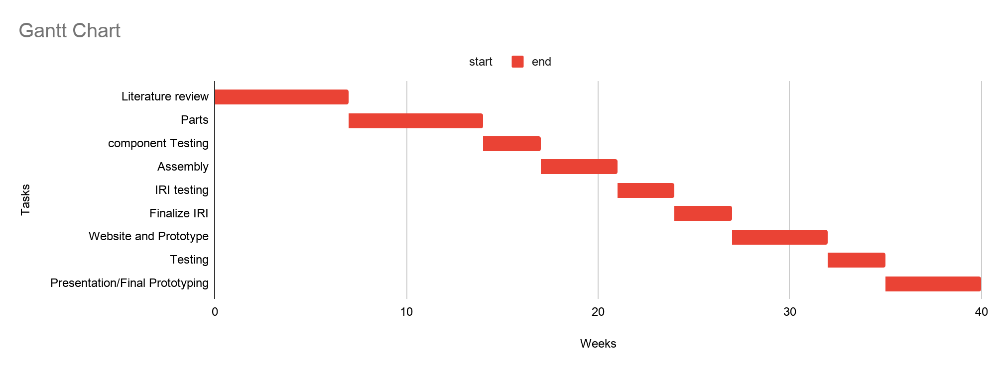 Gantt Chart
start end
Literature review
Parts
component Testing
Assembly
IRI testing
Finalize IRI
Website and Prototype
Testing
Presentation/Final Prototyping
Tasks
0 10 20 30 40
Weeks